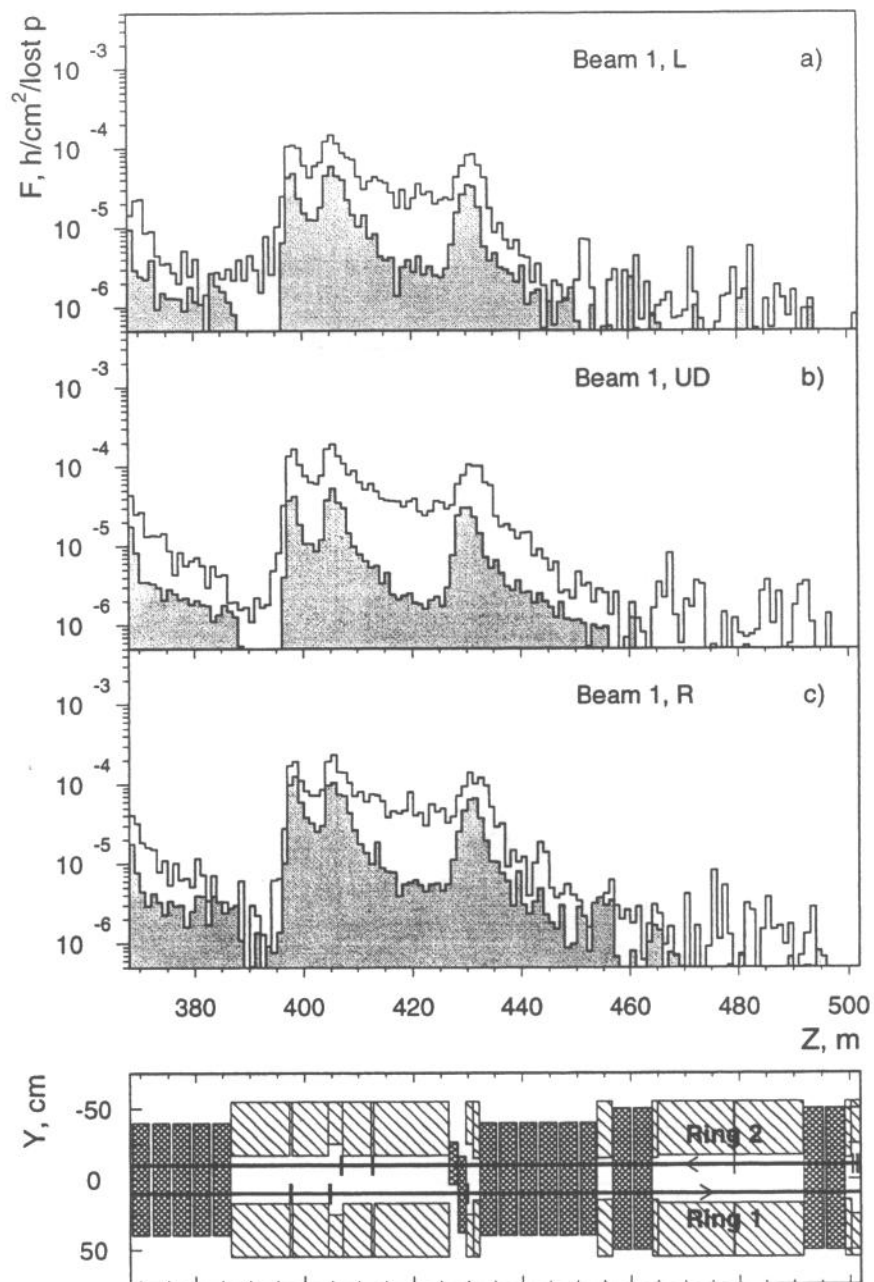 F, h/cm²/lost p
10⁻³
10⁻⁴
10⁻⁵
10⁻⁶
Beam 1, L a)
10⁻³
10⁻⁴
10⁻⁵
10⁻⁶
Beam 1, UD b)
10⁻³
10⁻⁴
10⁻⁵
10⁻⁶
Beam 1, R c)
380 400 420 440 460 480 500
Z, m
Y, cm
-50
0
50
Ring 2
Ring 1